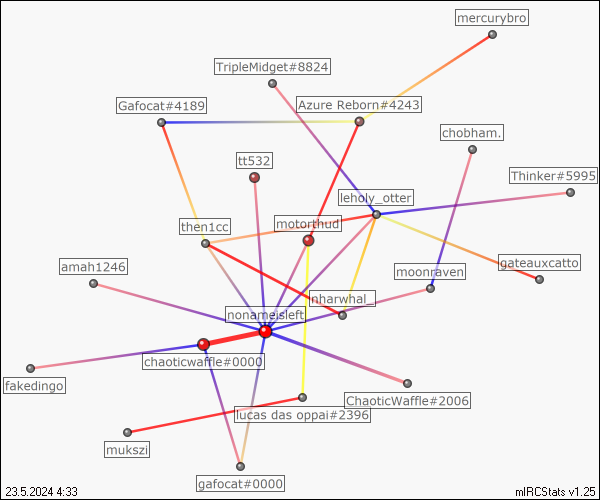 mercurybro
TripleMidget#8824
Gafocat#4189
Azure Reborn#4243
chobham.
tt532
Thinker#5995
leholy_otter
then1cc
motorthud
amah1246
moonraven
gateauxcatto
nharwhal_
nonameisleft
chaoticwaffle#0000
fakedingo
ChaoticWaffle#2006
lucas das oppai#2396
mukszi
gafocat#0000
23.5.2024 4:33
mIRCStats v1.25